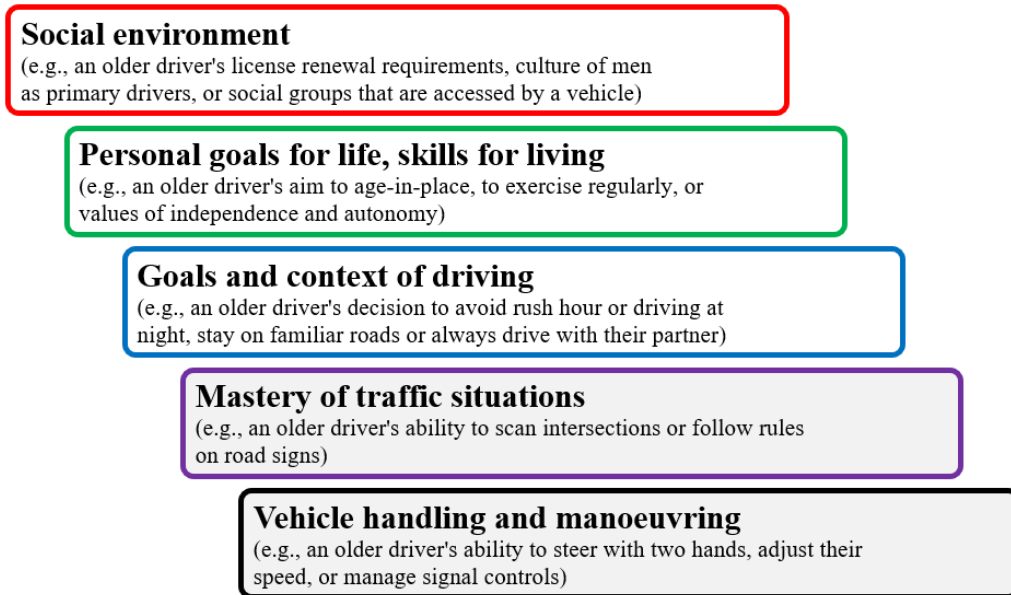 Social environment
(e.g., an older driver's license renewal requirements, culture of men
as primary drivers, or social groups that are accessed by a vehicle)
Personal goals for life, skills for living
(e.g., an older driver's aim to age-in-place, to exercise regularly, or
values of independence and autonomy)
Goals and context of driving
(e.g., an older driver's decision to avoid rush hour or driving at
night, stay on familiar roads or always drive with their partner)
Mastery of traffic situations
(e.g., an older driver's ability to scan intersections or follow rules
on road signs)
Vehicle handling and manoeuvring
(e.g., an older driver's ability to steer with two hands, adjust their
speed, or manage signal controls)